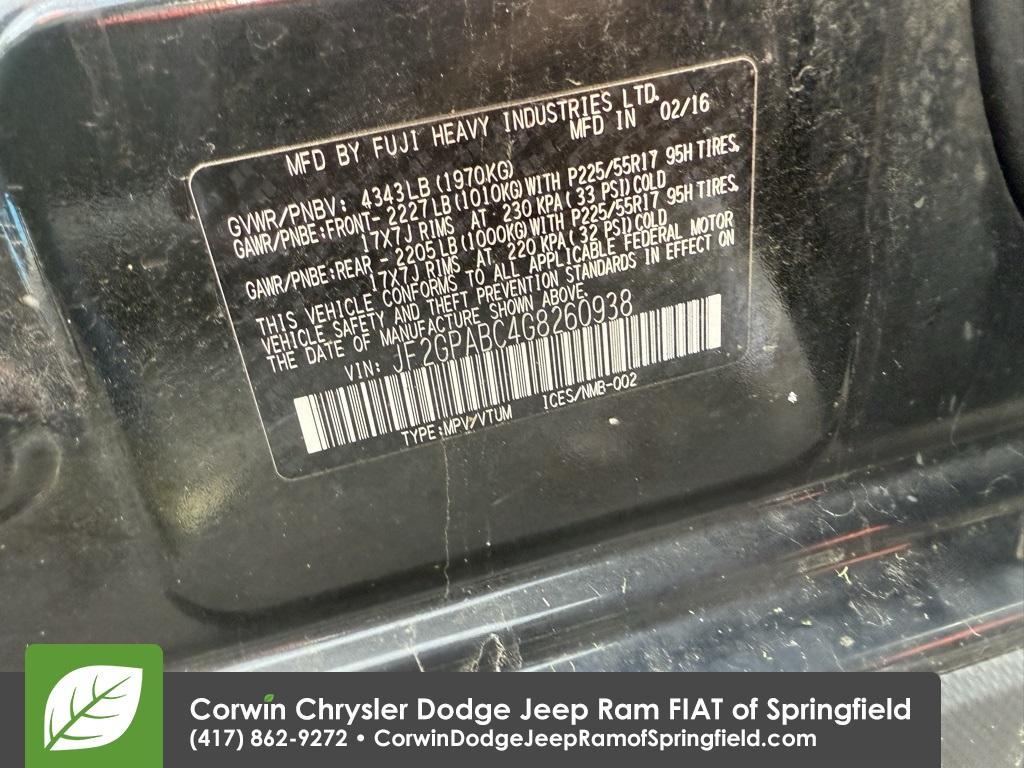 MFD BY FUJI HEAVY INDUSTRIES LTD.
MFD IN 02/16
GVWR/PNBV: 4343LB(1970KG)
GAWR/PNBE:FRONT- 2227LB(1010KG)WITH P225/55R17 95H TIRES,
17X7J RIMS AT 230 KPA( 33 PSI)COLD
GAWR/PNBE:REAR - 2205LB(1000KG)WITH P225/55R17 95H TIRES,
17X7J RIMS AT 220 KPA( 32 PSI)COLD
THIS VEHICLE CONFORMS TO ALL APPLICABLE FEDERAL MOTOR
VEHICLE SAFETY AND THEFT PREVENTION STANDARDS IN EFFECT ON
THE DATE OF MANUFACTURE SHOWN ABOVE.
VIN: JF2GPABC4G8260938
TYPE:MPV/VTUM ICES/NMB-002
Corwin Chrysler Dodge Jeep Ram FIAT of Springfield
(417) 862-9272 • CorwinDodgeJeepRamofSpringfield.com